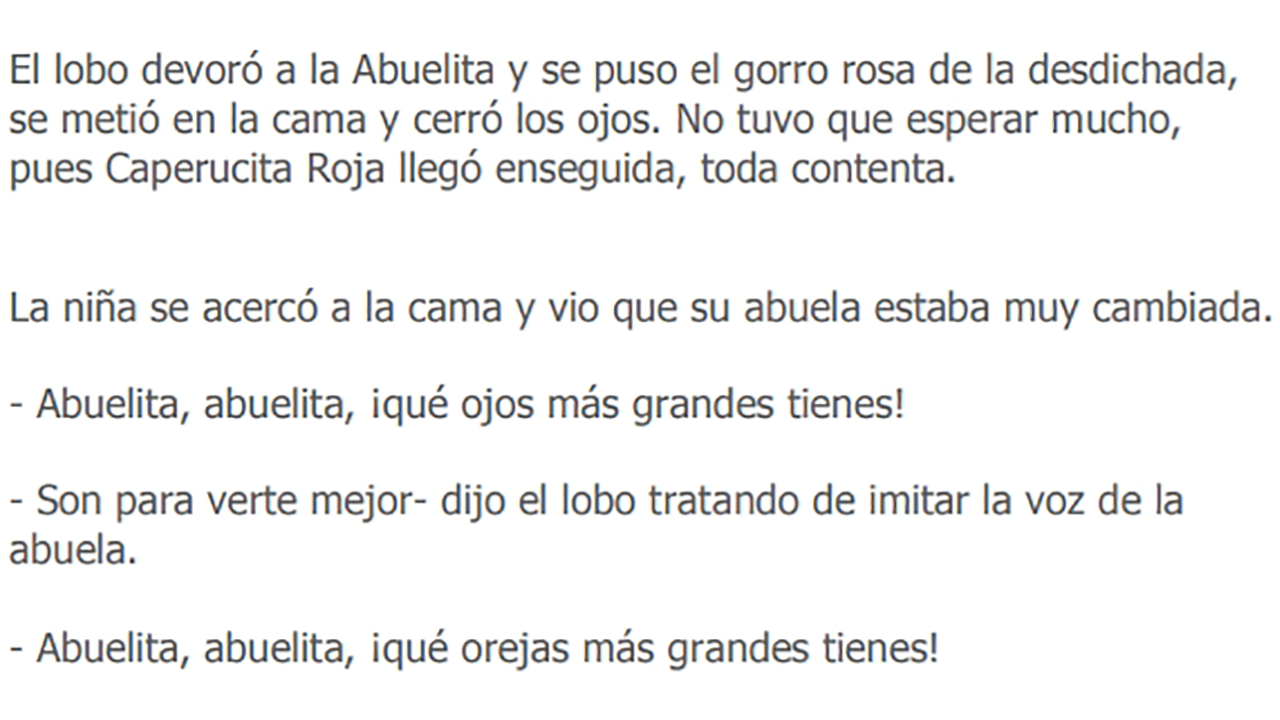 El lobo devoró a la Abuelita y se puso el gorro rosa de la desdichada,
se metió en la cama y cerró los ojos. No tuvo que esperar mucho,
pues Caperucita Roja llegó enseguida, toda contenta.
La niña se acercó a la cama y vio que su abuela estaba muy cambiada.
- Abuelita, abuelita, ¡qué ojos más grandes tienes!
- Son para verte mejor- dijo el lobo tratando de imitar la voz de la
abuela.
- Abuelita, abuelita, ¡qué orejas más grandes tienes!